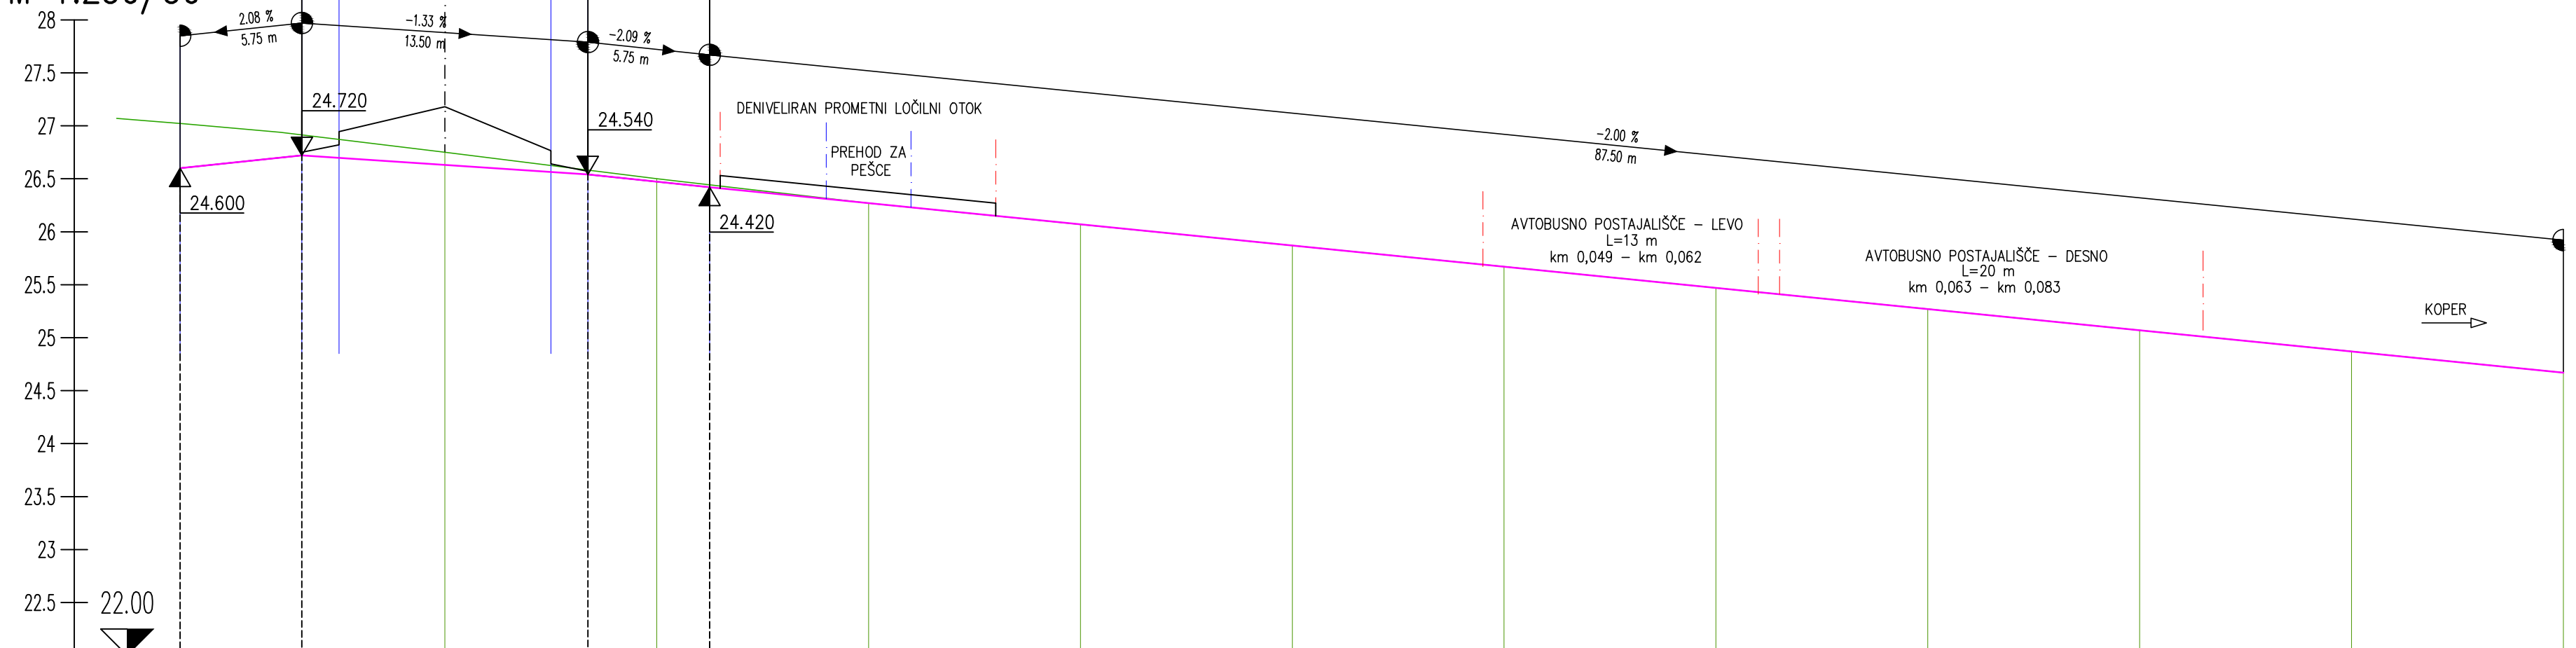 28
2.08 %
5.75 m
-1.33 %
13.50 m
-2.09 %
5.75 m
27.5
24.720
24.540
DENIVELIRAN PROMETNI LOČILNI OTOK
27
-2.00 %
87.50 m
PREHOD ZA
PEŠCE
26.5
24.600
24.420
26
AVTOBUSNO POSTAJALIŠČE – LEVO
L=13 m
km 0,049 – km 0,062
AVTOBUSNO POSTAJALIŠČE – DESNO
L=20 m
km 0,063 – km 0,083
25.5
KOPER
25
24.5
24
23.5
23
22.5
22.00